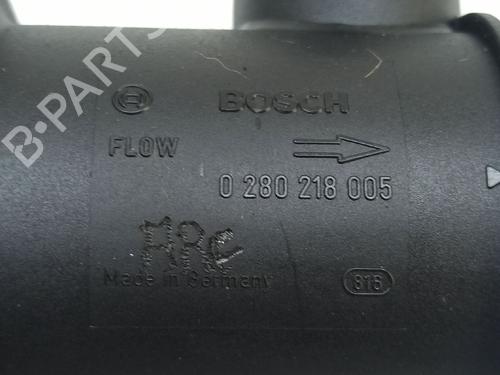 B-PARTS
BOSCH
FLOW
0 280 218 005
Made in Germany
816